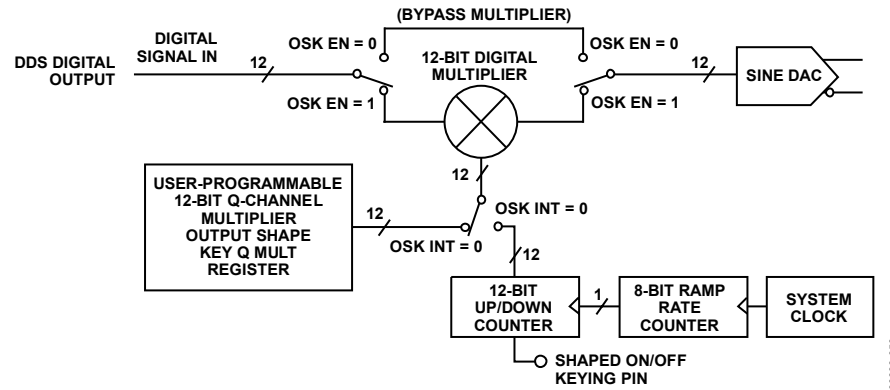 (BYPASS MULTIPLIER)
DIGITAL
SIGNAL IN
DDS DIGITAL
OUTPUT
12
OSK EN = 0
OSK EN = 1
12-BIT DIGITAL
MULTIPLIER
OSK EN = 0
OSK EN = 1
12
SINE DAC
12
USER-PROGRAMMABLE
12-BIT Q-CHANNEL
MULTIPLIER
OUTPUT SHAPE
KEY Q MULT
REGISTER
12
OSK INT = 0
OSK INT = 0
12
12-BIT
UP/DOWN
COUNTER
1
8-BIT RAMP
RATE
COUNTER
SYSTEM
CLOCK
SHAPED ON/OFF
KEYING PIN